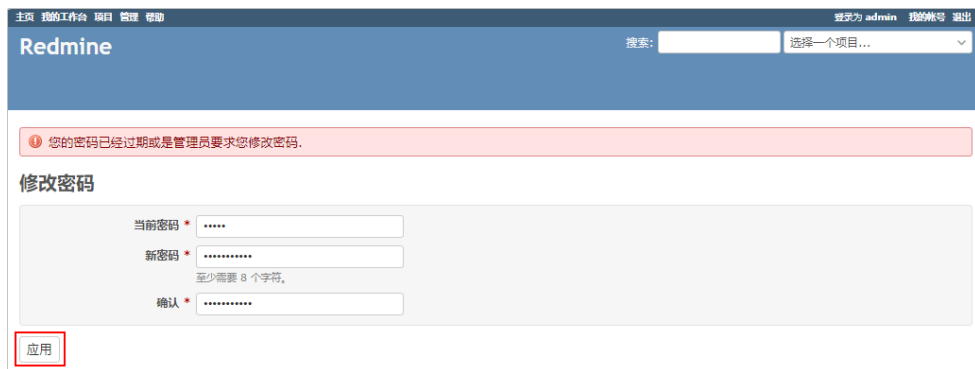 主页 我的工作台 项目 管理 帮助 登录为 admin 我的帐号 退出
Redmine 搜索: 选择一个项目...
您的密码已经过期或是管理员要求您修改密码.
修改密码
当前密码 * •••••
新密码 * •••••••••••
至少需要 8 个字符。
确认 * •••••••••••
应用